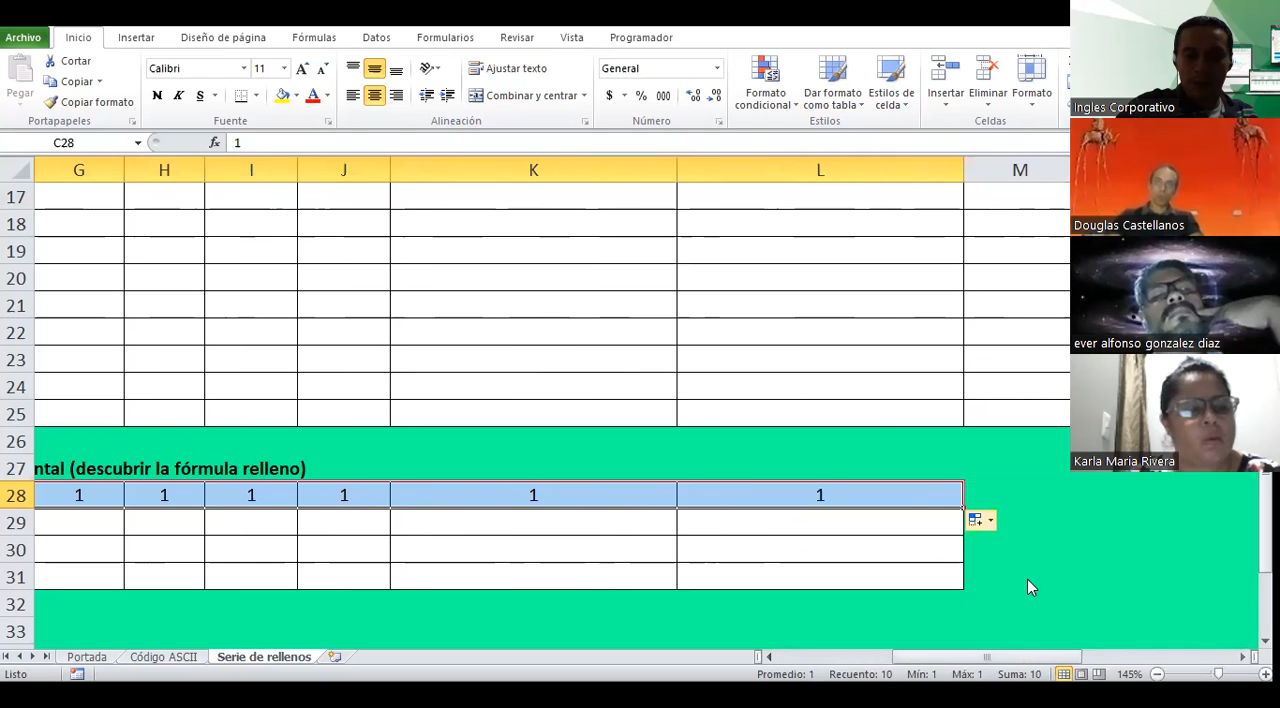 Archivo Inicio Insertar Diseño de página Fórmulas Datos Formularios Revisar Vista Programador
Pegar
Cortar
Copiar
Copiar formato
Portapapeles
Calibri 11
N K S
Fuente
Ajustar texto
Combinar y centrar
Alineación
General
$ % 000
Número
Formato condicional
Dar formato como tabla
Estilos de celda
Estilos
Insertar Eliminar Formato
Celdas
C28 fx 1
G H I J K L M
17
18
19
20
21
22
23
24
25
26
27 ntal (descubrir la fórmula relleno)
28 1 1 1 1 1 1
29
30
31
32
33
Portada Código ASCII Serie de rellenos
Listo Promedio: 1 Recuento: 10 Mín: 1 Máx: 1 Suma: 10 145%
Ingles Corporativo
Douglas Castellanos
ever alfonso gonzalez diaz
Karla Maria Rivera